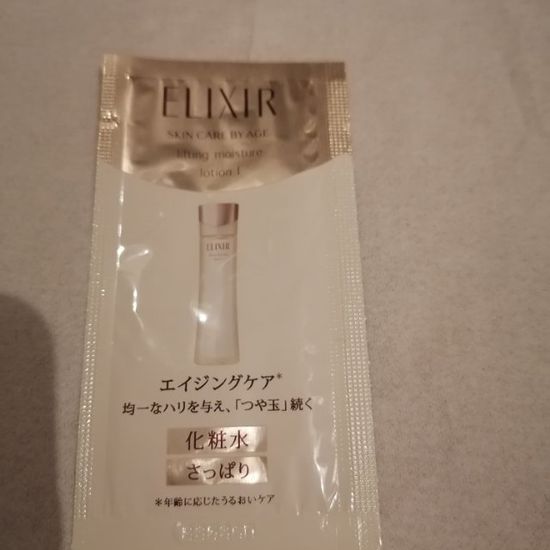 ELIXIR
SKIN CARE BY AGE
lifting moisture
lotion I
ELIXIR
エイジングケア*
均一なハリを与え、「つや玉」続く
化粧水
さっぱり
*年齢に応じたうるおいケア